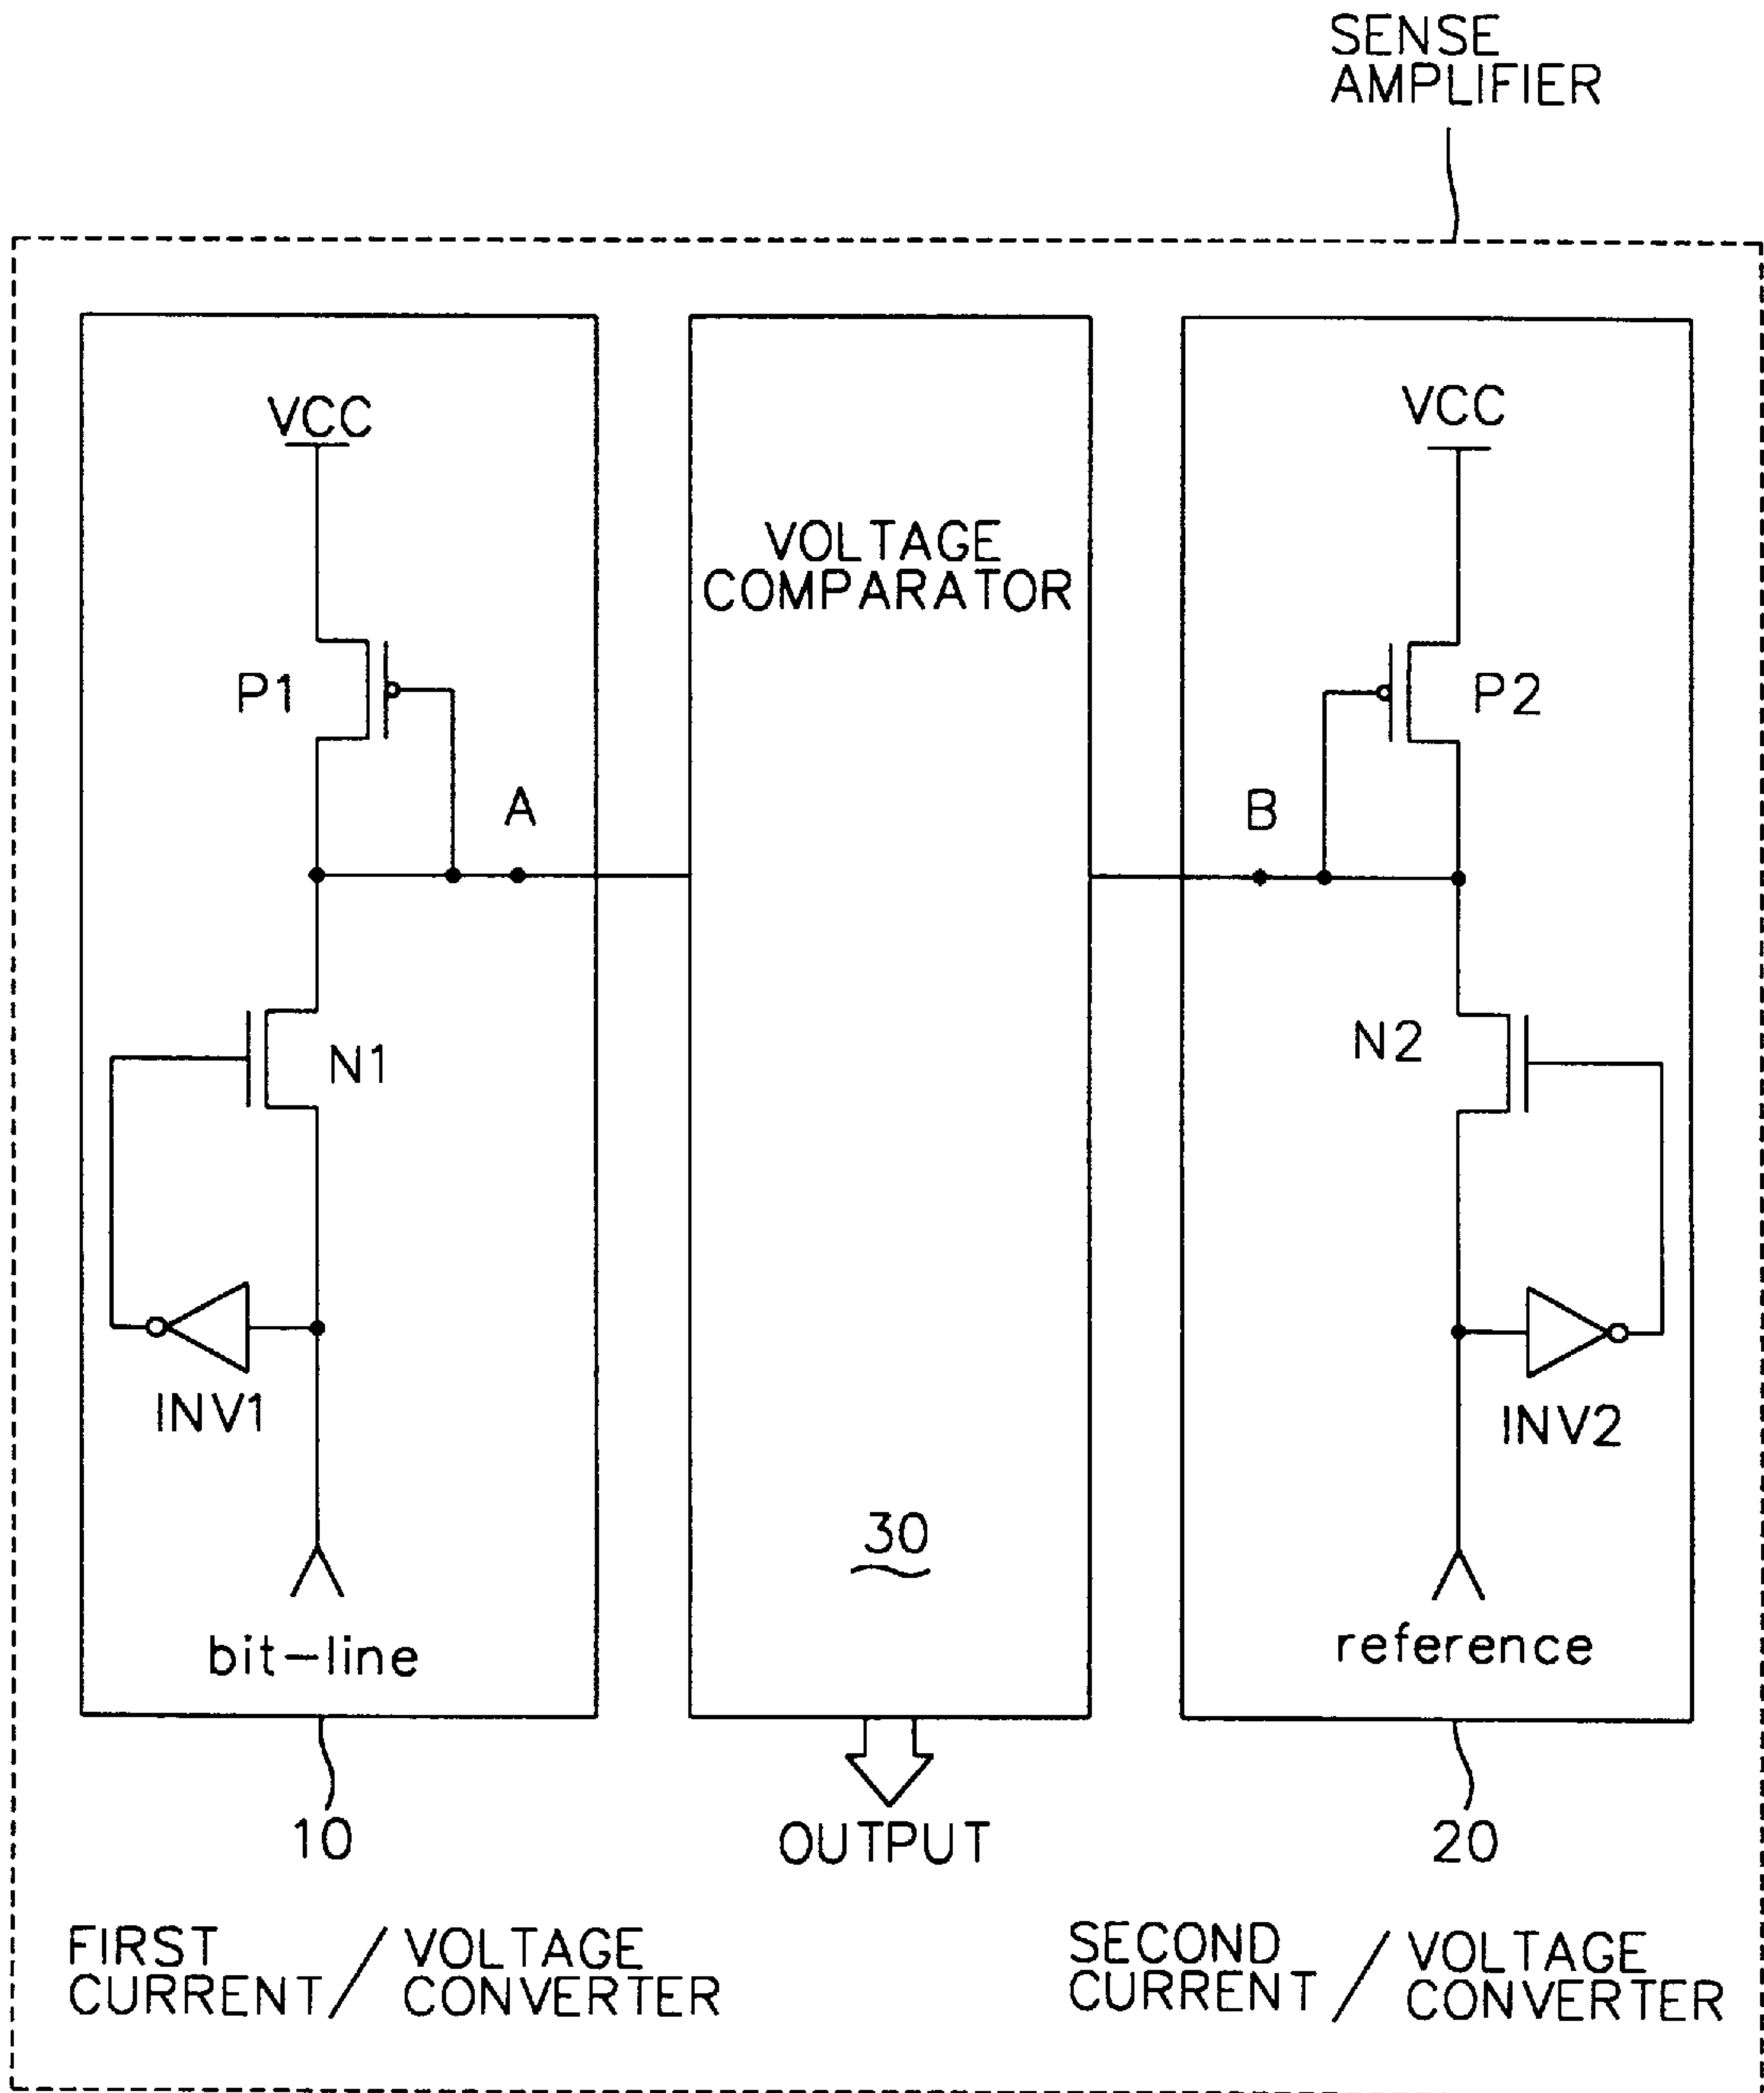 SENSE
AMPLIFIER
VCC
VCC
VOLTAGE
COMPARATOR
P1
P2
A
B
N1
N2
INV1
INV2
30
bit-line
reference
10
OUTPUT
20
FIRST
CURRENT/VOLTAGE
CONVERTER
SECOND
CURRENT/VOLTAGE
CONVERTER